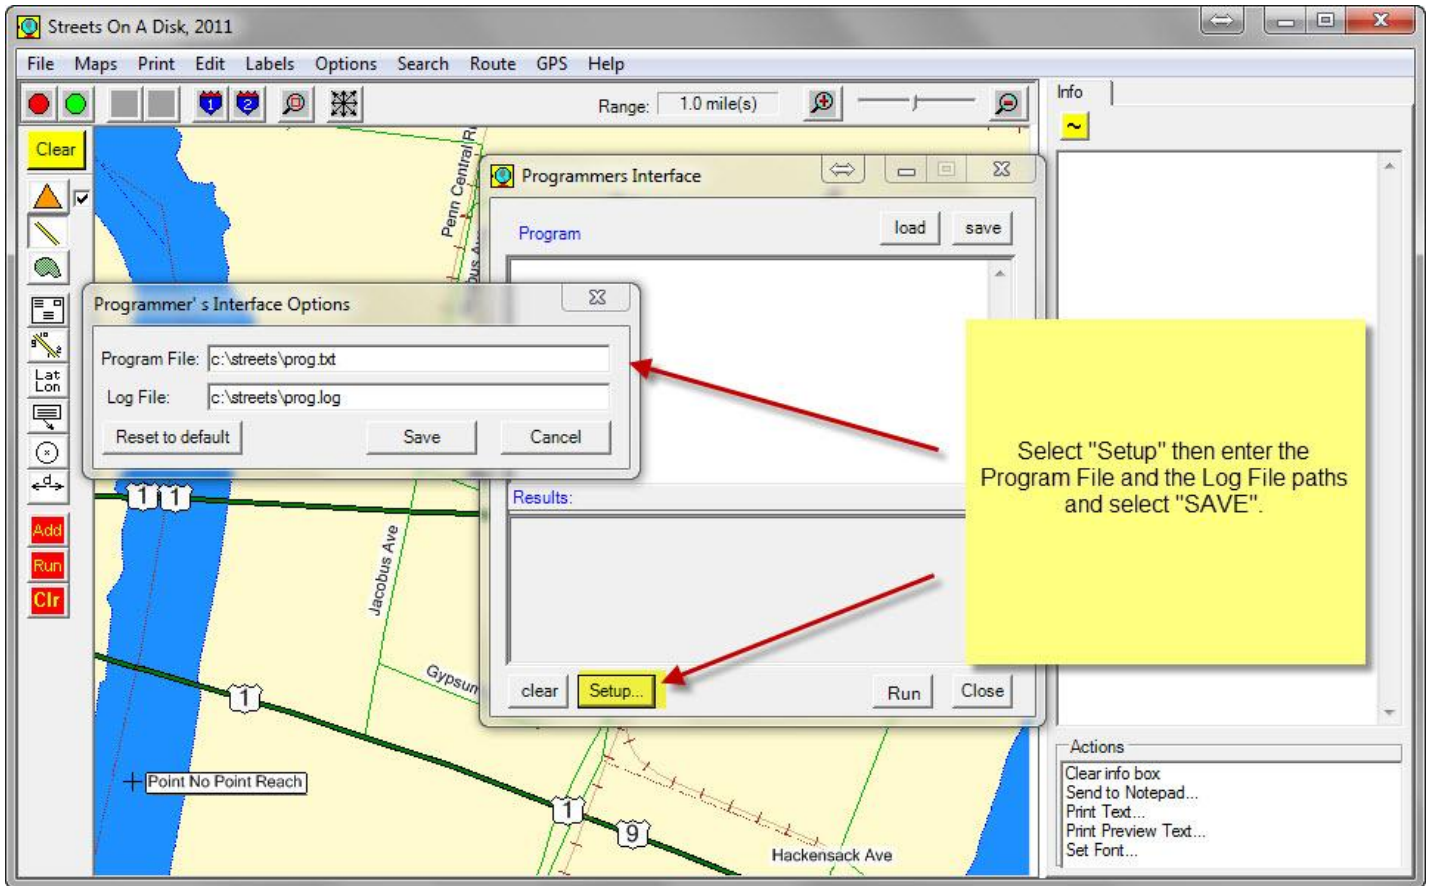 Streets On A Disk, 2011
File Maps Print Edit Labels Options Search Route GPS Help
1 2
Range: 1.0 mile(s)
Info
~
Clear
Lat
Lon
d
Add
Run
Clr
Penn Central
Programmers Interface
Program
load save
Programmer' s Interface Options
Program File: c:\streets\prog.txt
Log File: c:\streets\prog.log
Reset to default Save Cancel
Select "Setup" then enter the
Program File and the Log File paths
and select "SAVE".
Results:
1 1
Jacobus Ave
clear Setup... Run Close
1
Point No Point Reach
1
9
Hackensack Ave
Actions
Clear info box
Send to Notepad...
Print Text...
Print Preview Text...
Set Font...